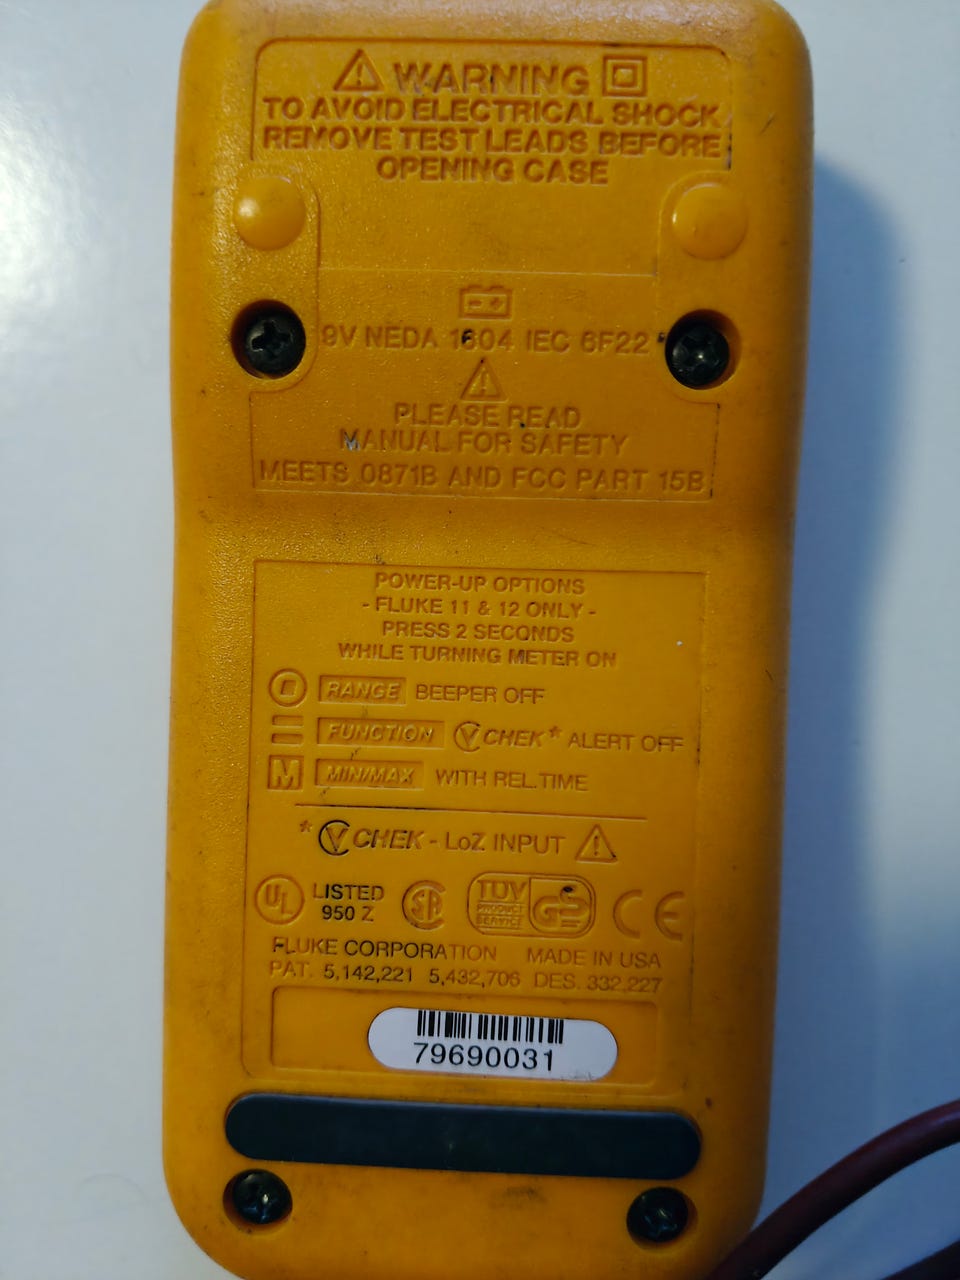 WARNING
TO AVOID ELECTRICAL SHOCK
REMOVE TEST LEADS BEFORE
OPENING CASE
9V NEDA 1604 IEC 6F22
PLEASE READ
MANUAL FOR SAFETY
MEETS 0871B AND FCC PART 15B
POWER-UP OPTIONS
- FLUKE 11 & 12 ONLY -
PRESS 2 SECONDS
WHILE TURNING METER ON
RANGE BEEPER OFF
FUNCTION V CHEK* ALERT OFF
M MIN/MAX WITH REL.TIME
* V CHEK - LoZ INPUT
UL LISTED 950 Z SA TÜV PRODUCT SERVICE GS CE
FLUKE CORPORATION MADE IN USA
PAT. 5,142,221 5,432,706 DES. 332,227
79690031